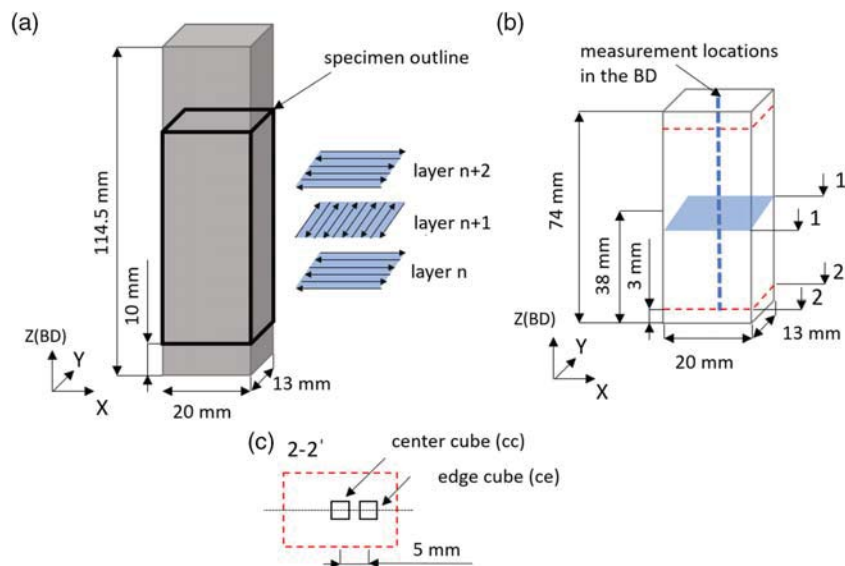 (a)
specimen outline
114.5 mm
layer n+2
layer n+1
layer n
10 mm
Z(BD)
Y
X
20 mm
13 mm
(b)
measurement locations
in the BD
74 mm
38 mm
3 mm
1
1
2
2
Z(BD)
Y
X
20 mm
13 mm
(c)
2-2'
center cube (cc)
edge cube (ce)
5 mm